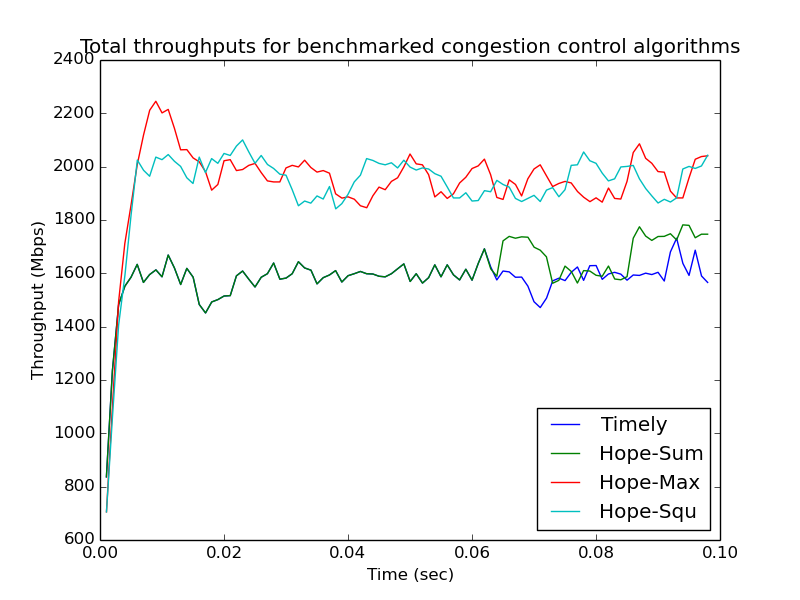 Total throughputs for benchmarked congestion control algorithms
2400
2200
2000
1800
1600
1400
1200
1000
800
600
Throughput (Mbps)
0.00 0.02 0.04 0.06 0.08 0.10
Time (sec)
Timely
Hope-Sum
Hope-Max
Hope-Squ